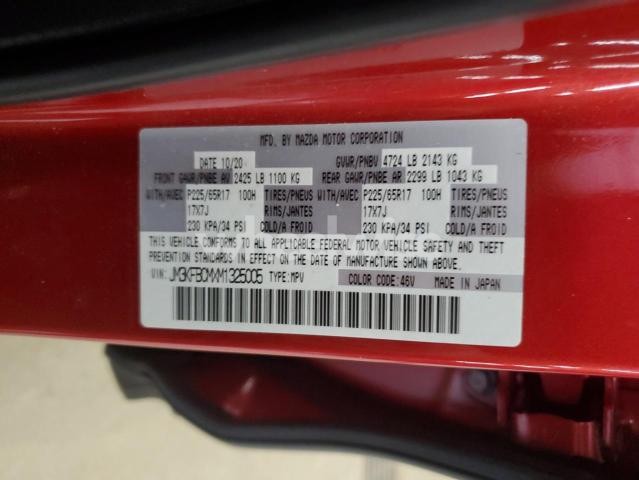 MFD. BY MAZDA MOTOR CORPORATION
DATE 10/20 GVWR/PNBV 4724 LB 2143 KG
FRONT GAWR/PNBE AV 2425 LB 1100 KG REAR GAWR/PNBE AR 2299 LB 1043 KG
WITH/AVEC P225/65R17 100H TIRES/PNEUS WITH/AVEC P225/65R17 100H TIRES/PNEUS
17X7J RIMS/JANTES 17X7J RIMS/JANTES
230 KPA/34 PSI COLD/A FROID 230 KPA/34 PSI COLD/A FROID
THIS VEHICLE CONFORMS TO ALL APPLICABLE FEDERAL MOTOR VEHICLE SAFETY AND THEFT
PREVENTION STANDARDS IN EFFECT ON THE DATE OF MANUFACTURE SHOWN ABOVE.
VIN: JM3KFBCMXM1325005 TYPE:MPV COLOR CODE:46V MADE IN JAPAN